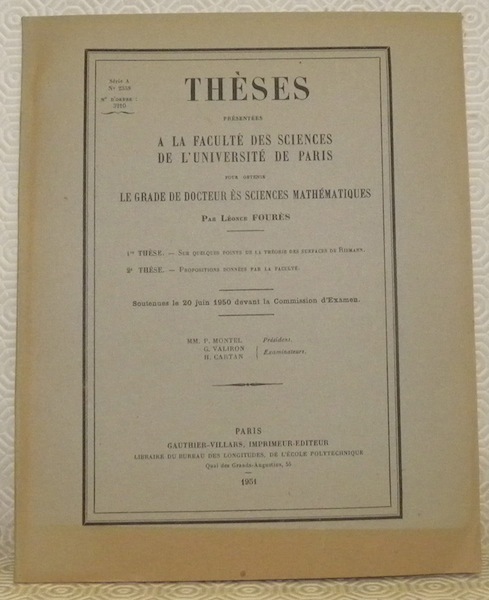 Série A
N° 2338
N° D'ORDRE :
3210
THÈSES
PRÉSENTÉES
A LA FACULTÉ DES SCIENCES
DE L'UNIVERSITÉ DE PARIS
POUR OBTENIR
LE GRADE DE DOCTEUR ÈS SCIENCES MATHÉMATIQUES
PAR LÉONCE FOURÈS
1re THÈSE. — SUR QUELQUES POINTS DE LA THÉORIE DES SURFACES DE RIEMANN.
2e THÈSE. — PROPOSITIONS DONNÉES PAR LA FACULTÉ.
Soutenues le 20 juin 1950 devant la Commission d'Examen.
MM. P. MONTEL Président.
G. VALIRON
H. CARTAN Examinateurs.
PARIS
GAUTHIER-VILLARS, IMPRIMEUR-ÉDITEUR
LIBRAIRE DU BUREAU DES LONGITUDES, DE L'ÉCOLE POLYTECHNIQUE
Quai des Grands-Augustins, 55
1951